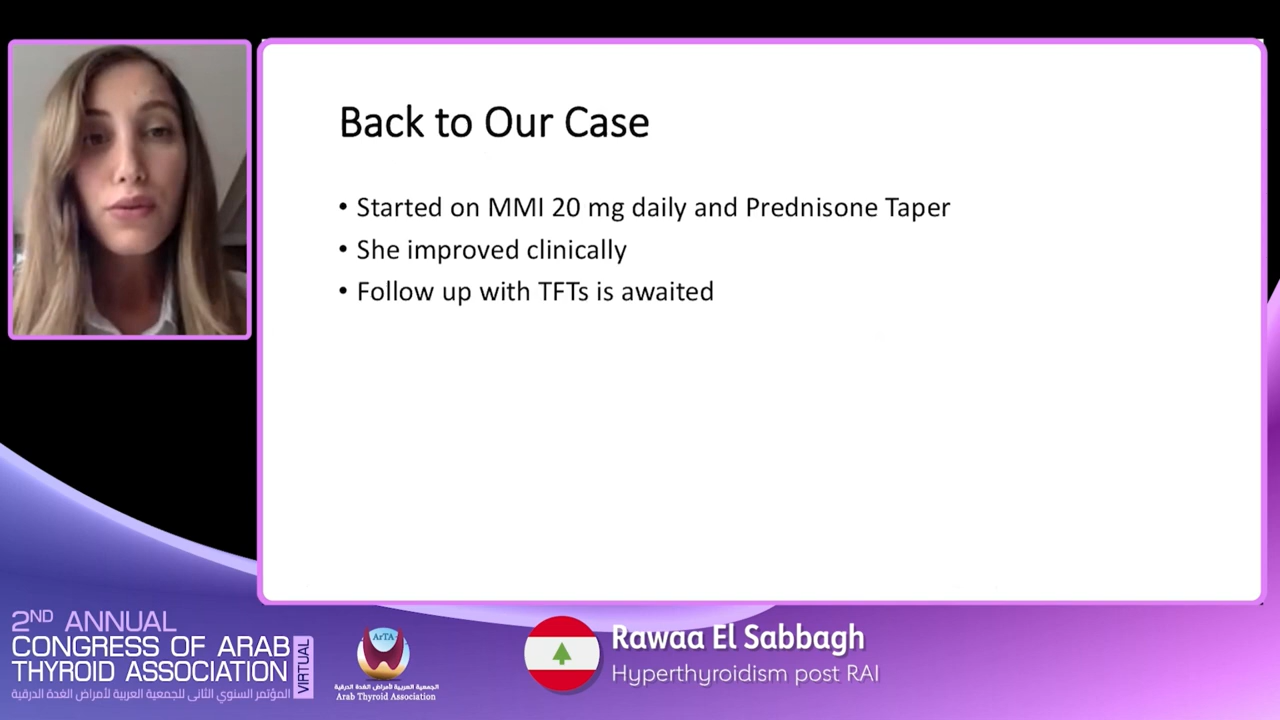 Back to Our Case
• Started on MMI 20 mg daily and Prednisone Taper
• She improved clinically
• Follow up with TFTs is awaited
2ND ANNUAL
CONGRESS OF ARAB
THYROID ASSOCIATION
VIRTUAL
المؤتمر السنوي الثاني للجمعية العربية لأمراض الغدة الدرقية
ArTA
الجمعية العربية لأمراض الغدة الدرقية
Arab Thyroid Association
Rawaa El Sabbagh
Hyperthyroidism post RAI